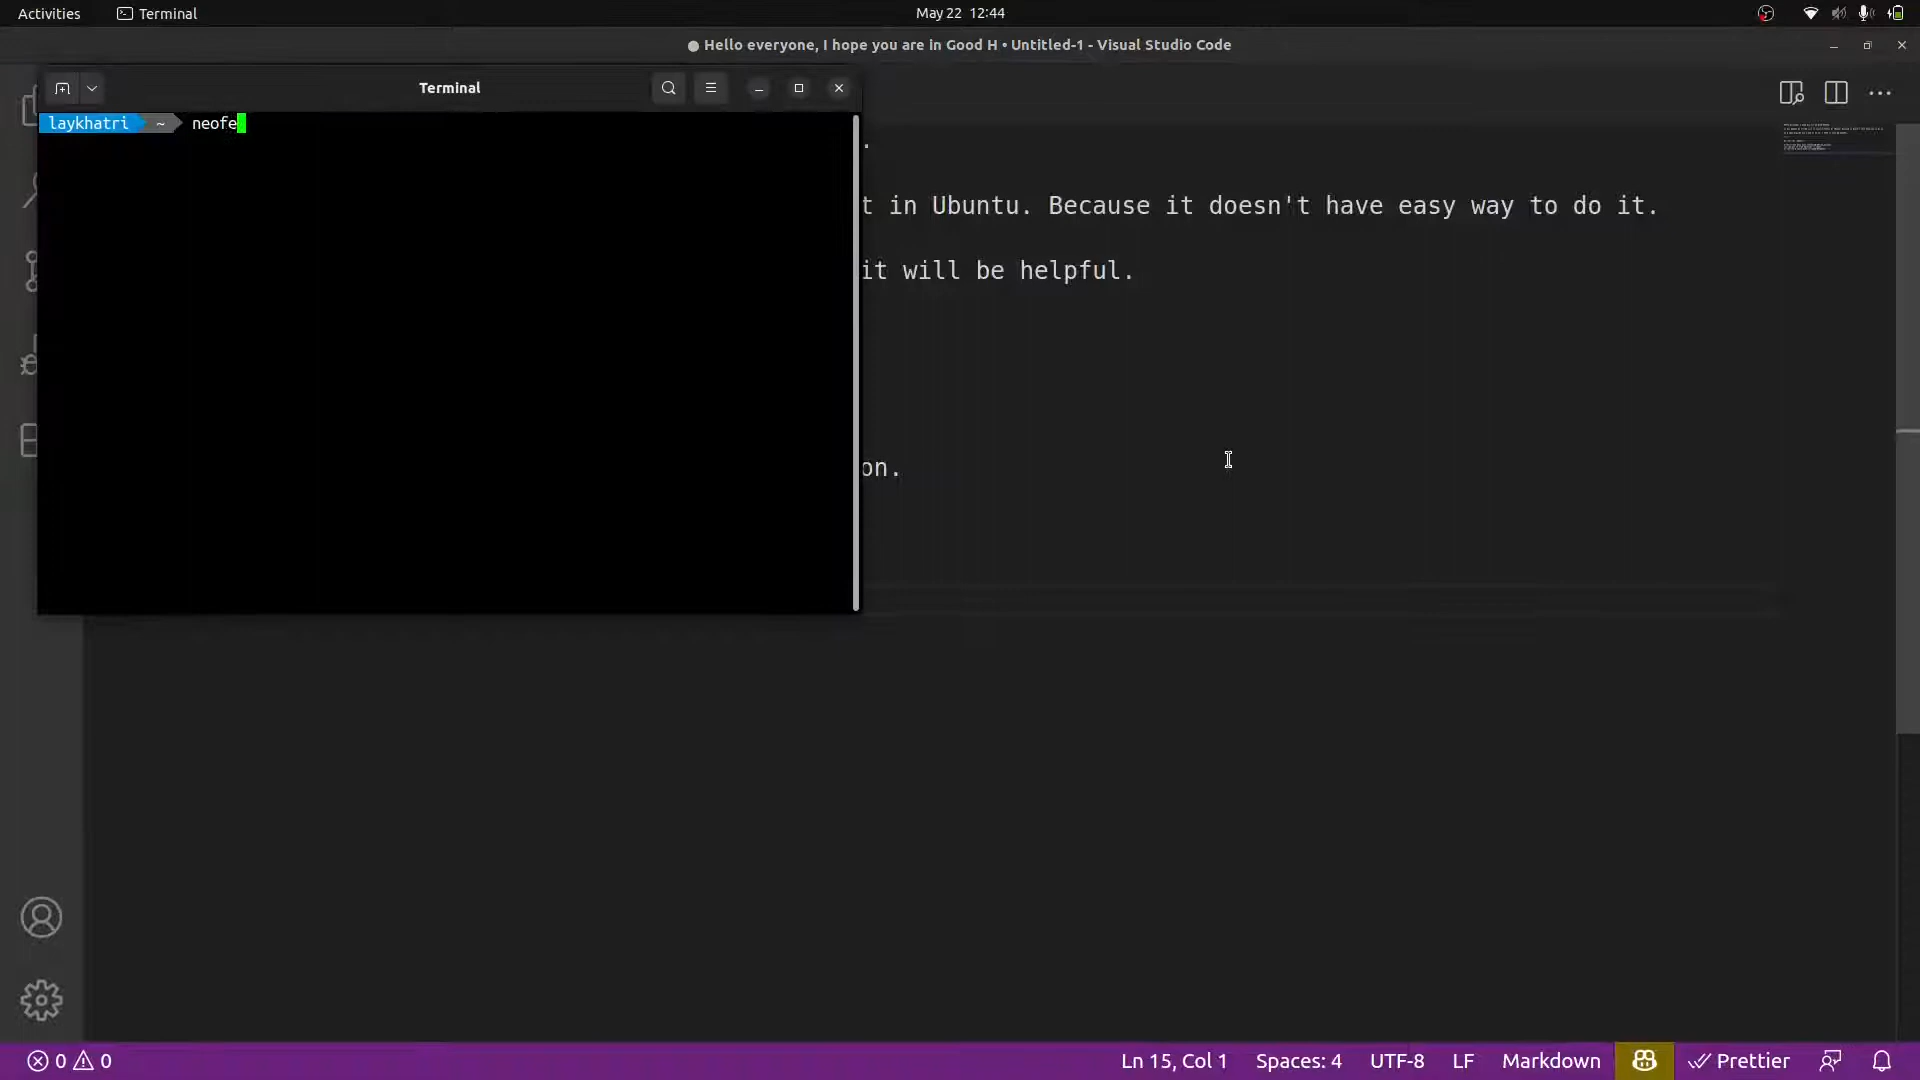 Activities Terminal May 22 12:44
● Hello everyone, I hope you are in Good H • Untitled-1 - Visual Studio Code
Terminal
laykhatri ~ neofe
.
t in Ubuntu. Because it doesn't have easy way to do it.
it will be helpful.
on.
0 0 Ln 15, Col 1 Spaces: 4 UTF-8 LF Markdown Prettier